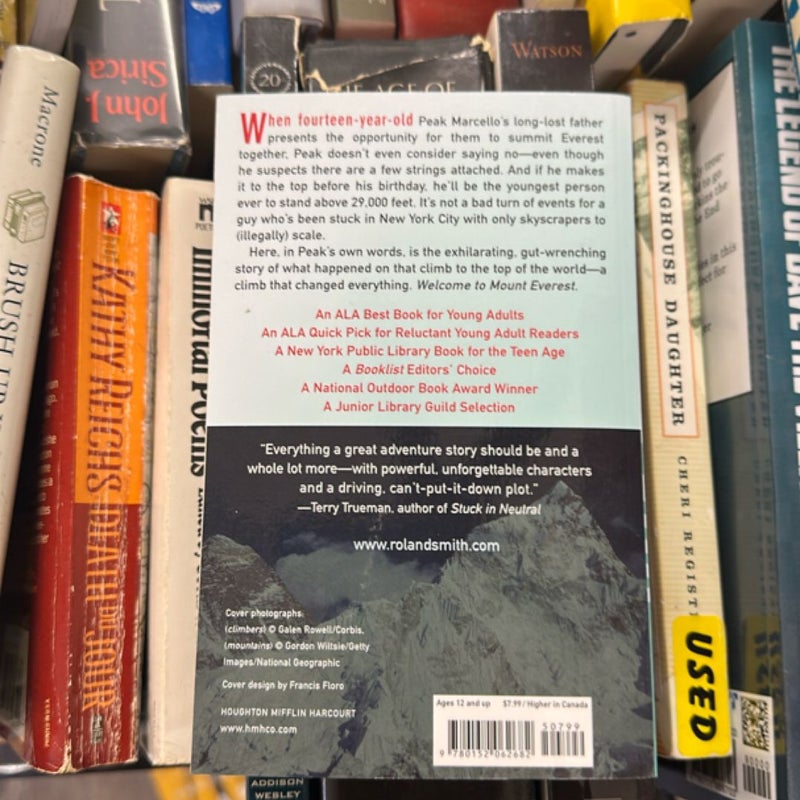 John J.
Sirica
20
THE AGE OF
WATSON
Macrone
BRUSH UP
KATHY REICHS
DEATH DU JOUR
Immortal Poems
When fourteen-year-old Peak Marcello's long-lost father
presents the opportunity for them to summit Everest
together, Peak doesn't even consider saying no—even though
he suspects there are a few strings attached. And if he makes
it to the top before his birthday, he'll be the youngest person
ever to stand above 29,000 feet. It's not a bad turn of events for a
guy who's been stuck in New York City with only skyscrapers to
(illegally) scale.
Here, in Peak's own words, is the exhilarating, gut-wrenching
story of what happened on that climb to the top of the world—a
climb that changed everything. Welcome to Mount Everest.
An ALA Best Book for Young Adults
An ALA Quick Pick for Reluctant Young Adult Readers
A New York Public Library Book for the Teen Age
A Booklist Editors' Choice
A National Outdoor Book Award Winner
A Junior Library Guild Selection
"Everything a great adventure story should be and a
whole lot more—with powerful, unforgettable characters
and a driving, can't-put-it-down plot."
—Terry Trueman, author of Stuck in Neutral
www.rolandsmith.com
Cover photographs:
(climbers) © Galen Rowell/Corbis,
(mountains) © Gordon Wiltsie/Getty
Images/National Geographic
Cover design by Francis Floro
HOUGHTON MIFFLIN HARCOURT
www.hmhco.com
Ages 12 and up $7.99 / Higher in Canada
50799
9 780152 062682
PACKINGHOUSE DAUGHTER
CHERI REGIST
USED
THE LEGEND OF
90000
ADDISON
WESLEY